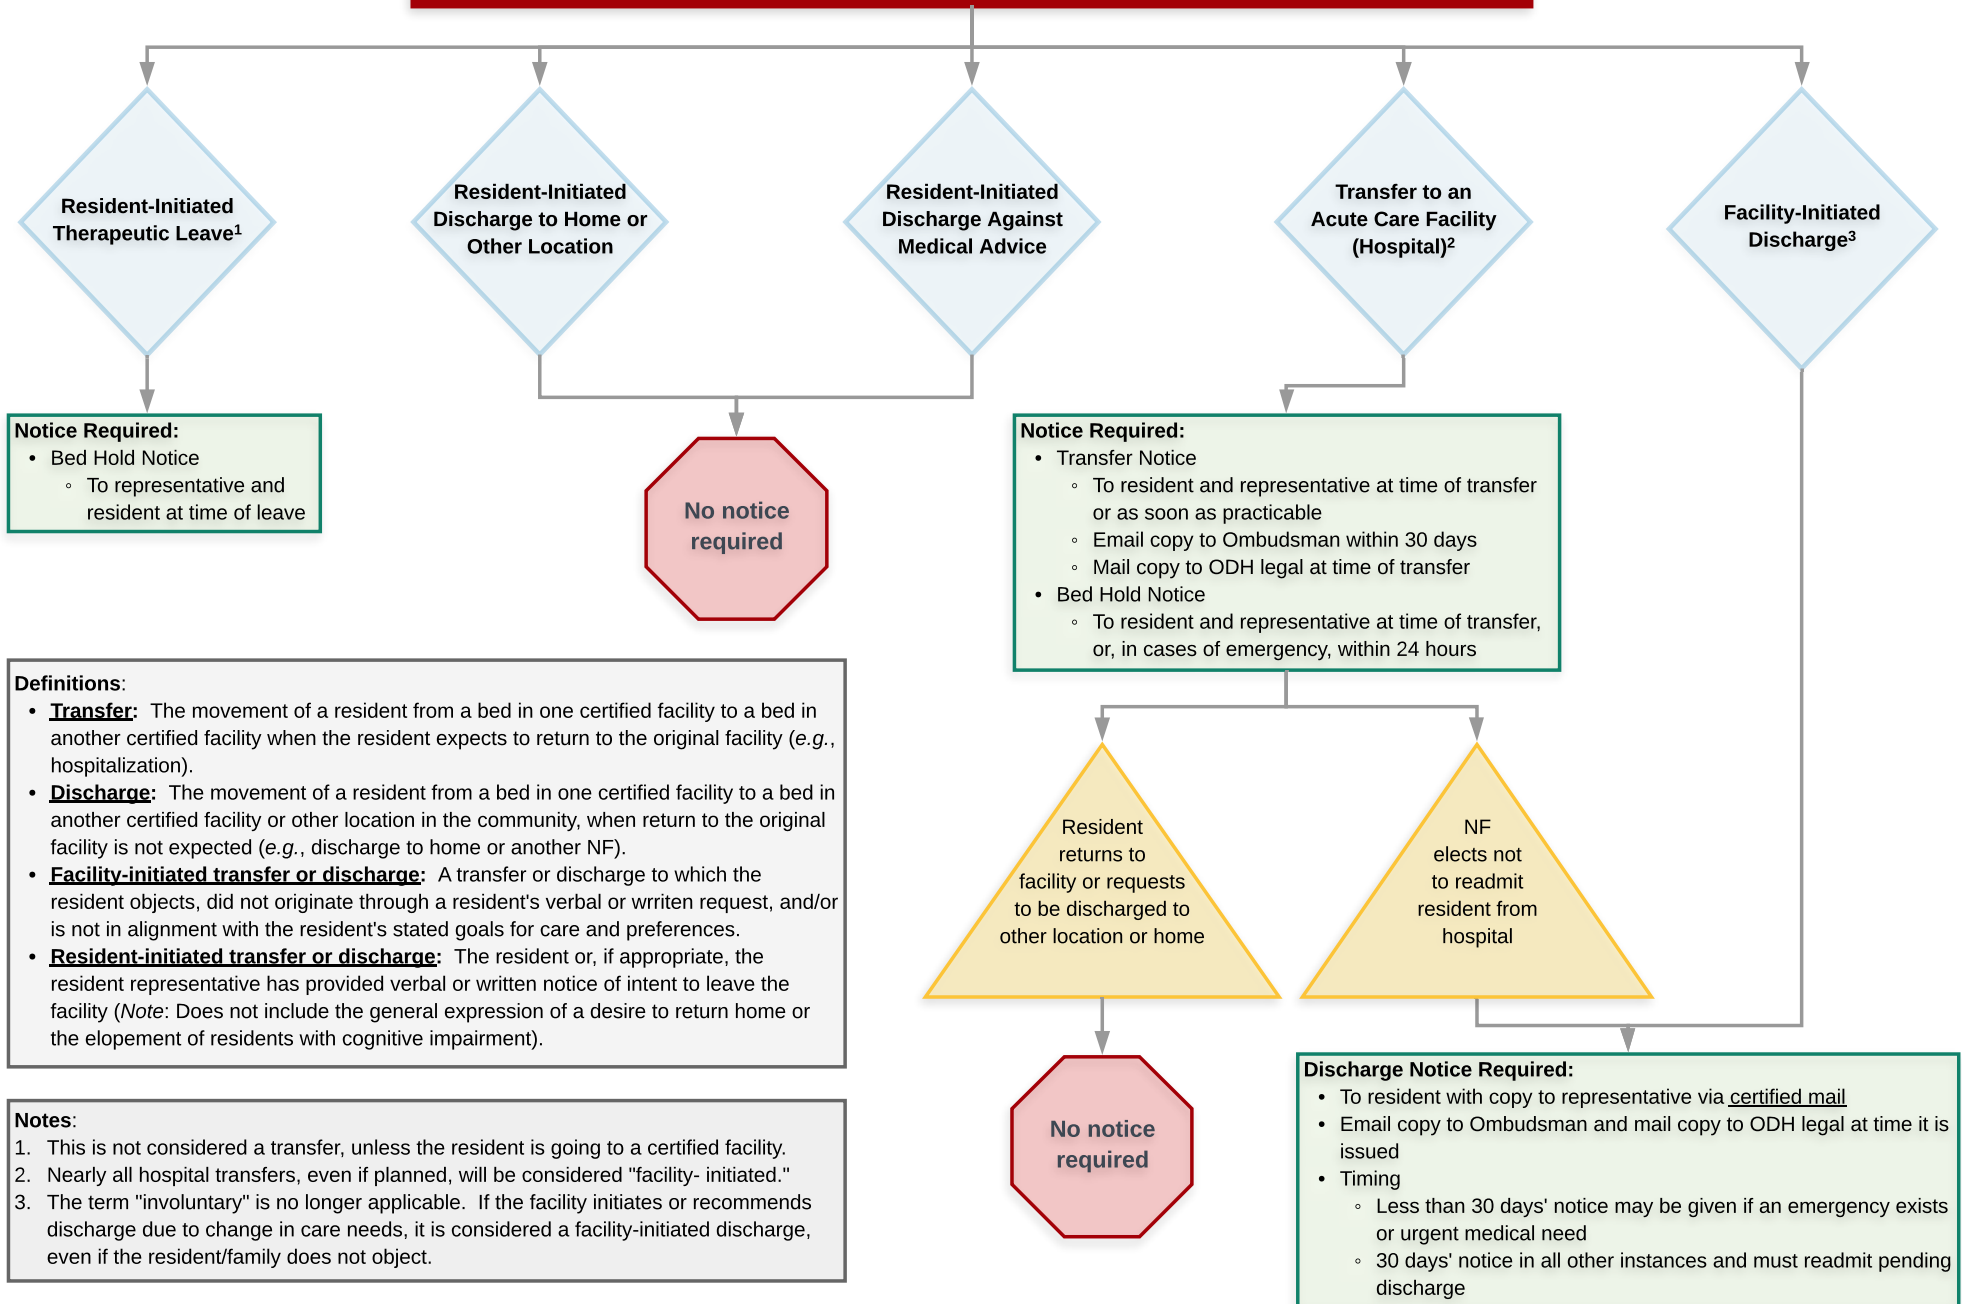 Resident-Initiated
Therapeutic Leave1
Resident-Initiated
Discharge to Home or
Other Location
Resident-Initiated
Discharge Against
Medical Advice
Transfer to an
Acute Care Facility
(Hospital)2
Facility-Initiated
Discharge3
Notice Required:
• Bed Hold Notice
◦ To representative and
resident at time of leave
No notice
required
Notice Required:
• Transfer Notice
◦ To resident and representative at time of transfer
or as soon as practicable
◦ Email copy to Ombudsman within 30 days
◦ Mail copy to ODH legal at time of transfer
• Bed Hold Notice
◦ To resident and representative at time of transfer,
or, in cases of emergency, within 24 hours
Definitions:
• Transfer: The movement of a resident from a bed in one certified facility to a bed in
another certified facility when the resident expects to return to the original facility (e.g.,
hospitalization).
• Discharge: The movement of a resident from a bed in one certified facility to a bed in
another certified facility or other location in the community, when return to the original
facility is not expected (e.g., discharge to home or another NF).
• Facility-initiated transfer or discharge: A transfer or discharge to which the
resident objects, did not originate through a resident's verbal or wrriten request, and/or
is not in alignment with the resident's stated goals for care and preferences.
• Resident-initiated transfer or discharge: The resident or, if appropriate, the
resident representative has provided verbal or written notice of intent to leave the
facility (Note: Does not include the general expression of a desire to return home or
the elopement of residents with cognitive impairment).
Resident
returns to
facility or requests
to be discharged to
other location or home
NF
elects not
to readmit
resident from
hospital
No notice
required
Discharge Notice Required:
• To resident with copy to representative via certified mail
• Email copy to Ombudsman and mail copy to ODH legal at time it is
issued
• Timing
◦ Less than 30 days' notice may be given if an emergency exists
or urgent medical need
◦ 30 days' notice in all other instances and must readmit pending
discharge
Notes:
1. This is not considered a transfer, unless the resident is going to a certified facility.
2. Nearly all hospital transfers, even if planned, will be considered "facility- initiated."
3. The term "involuntary" is no longer applicable. If the facility initiates or recommends
discharge due to change in care needs, it is considered a facility-initiated discharge,
even if the resident/family does not object.